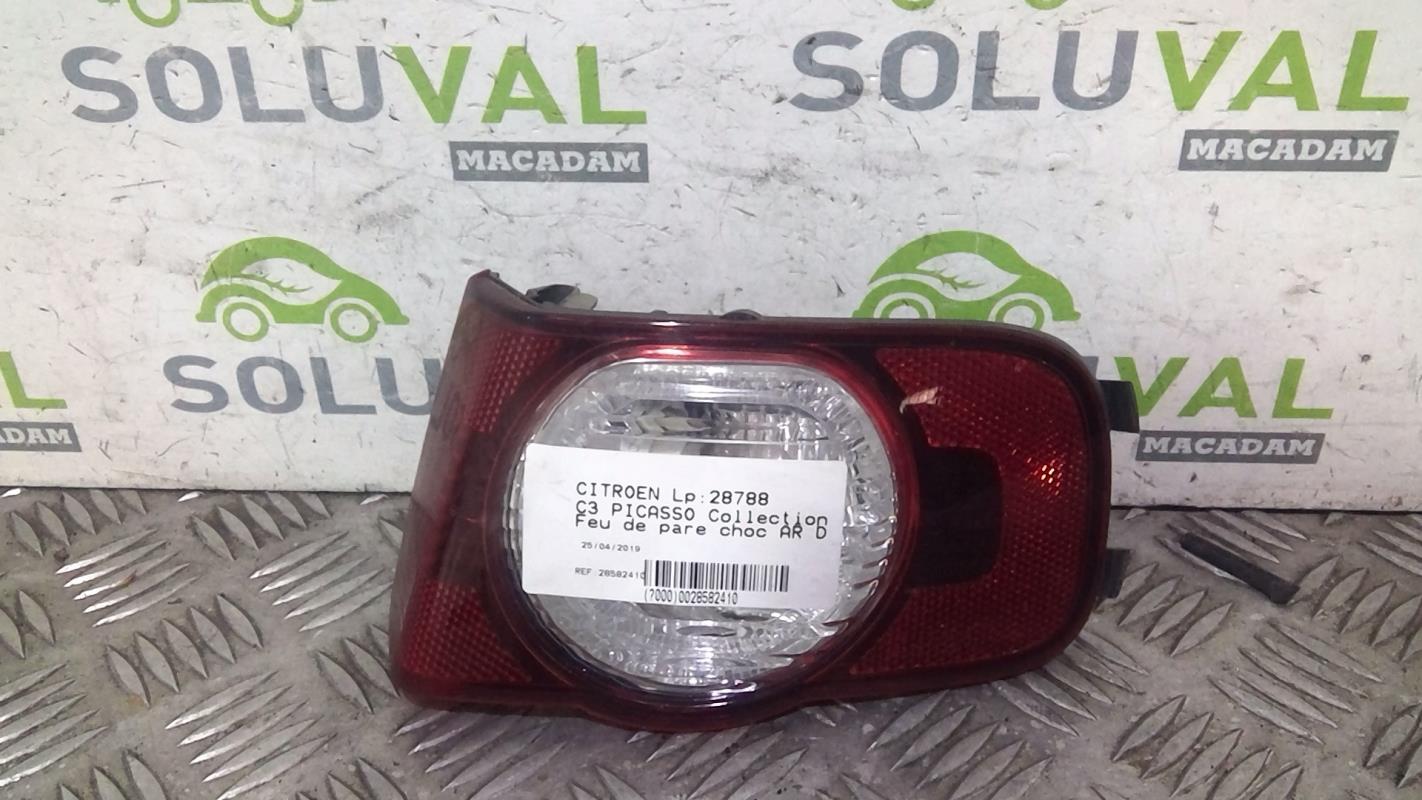 SOLUVAL
MACADAM
SOLUVAL
MACADAM
SOLU
VAL
MACADAM
L
ADAM
CITROEN Lp:28788
C3 PICASSO Collection
Feu de pare choc AR D
25/04/2019
REF:28582410
(7000)0028582410